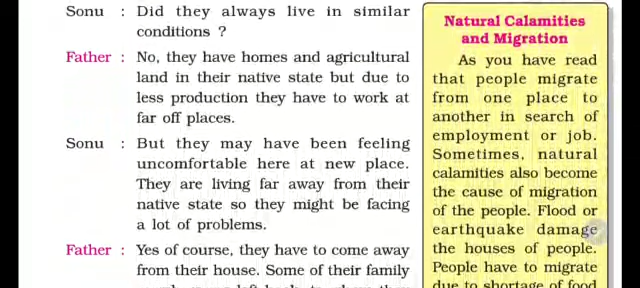 Sonu : Did they always live in similar
conditions ?
Father : No, they have homes and agricultural
land in their native state but due to
less production they have to work at
far off places.
Sonu : But they may have been feeling
uncomfortable here at new place.
They are living far away from their
native state so they might be facing
a lot of problems.
Father : Yes of course, they have to come away
from their house. Some of their family
Natural Calamities
and Migration
As you have read
that people migrate
from one place to
another in search of
employment or job.
Sometimes, natural
calamities also become
the cause of migration
of the people. Flood or
earthquake damage
the houses of people.
People have to migrate
due to shortage of food